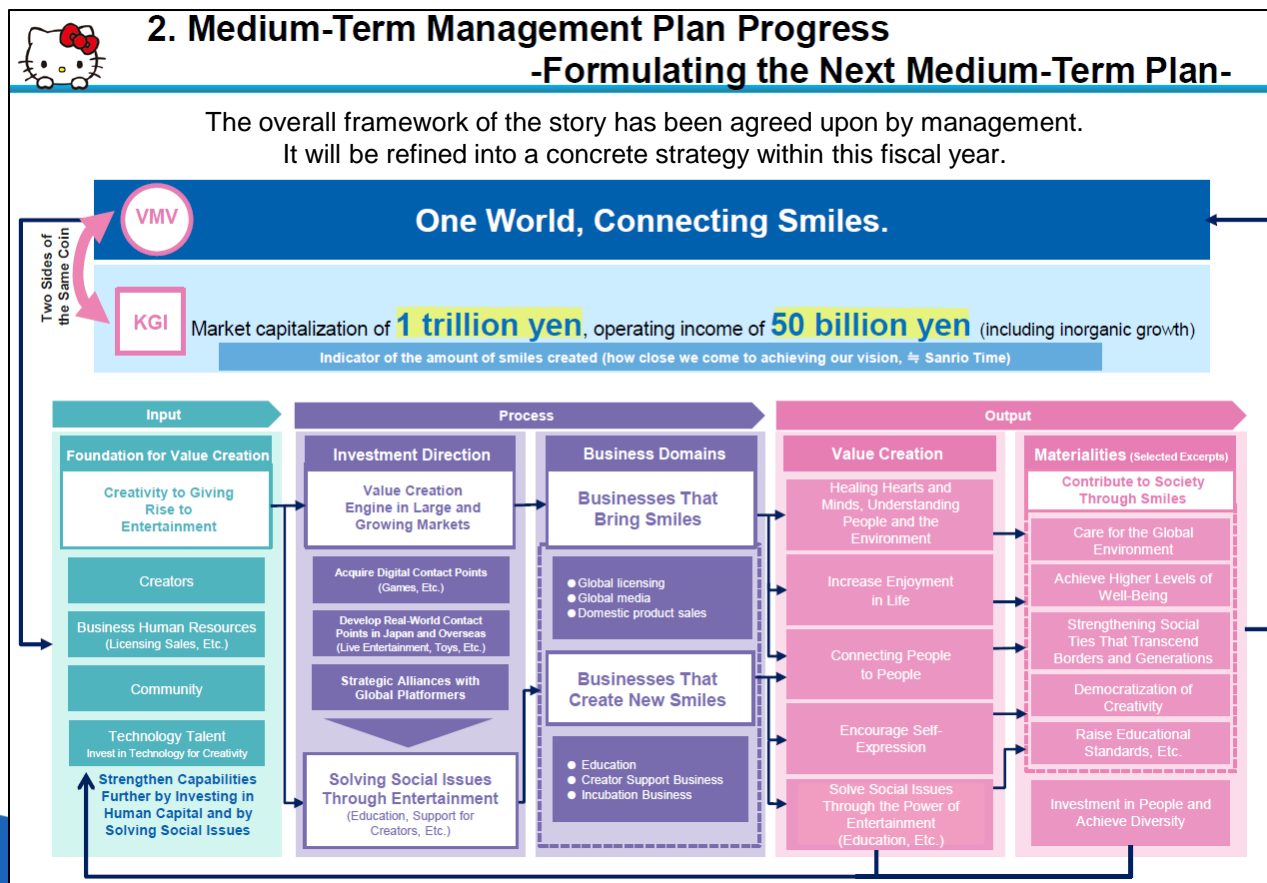 2. Medium-Term Management Plan Progress
-Formulating the Next Medium-Term Plan-
The overall framework of the story has been agreed upon by management.
It will be refined into a concrete strategy within this fiscal year.
Two Sides of
the Same Coin
VMV
One World, Connecting Smiles.
KGI
Market capitalization of 1 trillion yen, operating income of 50 billion yen (including inorganic growth)
Indicator of the amount of smiles created (how close we come to achieving our vision, ≒ Sanrio Time)
Input
Foundation for Value Creation
Creativity to Giving
Rise to
Entertainment
Creators
Business Human Resources
(Licensing Sales, Etc.)
Community
Technology Talent
Invest in Technology for Creativity
Strengthen Capabilities
Further by Investing in
Human Capital and by
Solving Social Issues
Process
Investment Direction
Value Creation
Engine in Large and
Growing Markets
Acquire Digital Contact Points
(Games, Etc.)
Develop Real-World Contact
Points in Japan and Overseas
(Live Entertainment, Toys, Etc.)
Strategic Alliances with
Global Platformers
Solving Social Issues
Through Entertainment
(Education, Support for
Creators, Etc.)
Business Domains
Businesses That
Bring Smiles
● Global licensing
● Global media
● Domestic product sales
Businesses That
Create New Smiles
● Education
● Creator Support Business
● Incubation Business
Output
Value Creation
Healing Hearts and
Minds, Understanding
People and the
Environment
Increase Enjoyment
in Life
Connecting People
to People
Encourage Self-
Expression
Solve Social Issues
Through the Power of
Entertainment
(Education, Etc.)
Materialities (Selected Excerpts)
Contribute to Society
Through Smiles
Care for the Global
Environment
Achieve Higher Levels of
Well-Being
Strengthening Social
Ties That Transcend
Borders and Generations
Democratization of
Creativity
Raise Educational
Standards, Etc.
Investment in People and
Achieve Diversity